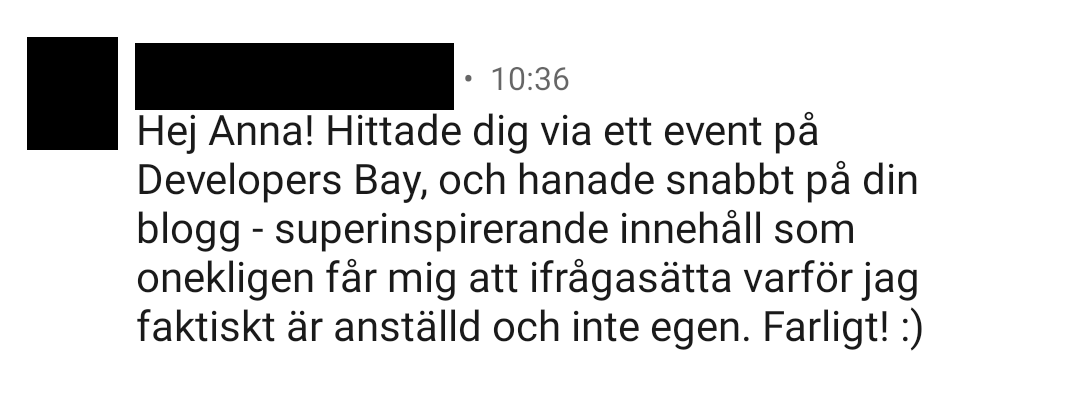 • 10:36
Hej Anna! Hittade dig via ett event på
Developers Bay, och hanade snabbt på din
blogg - superinspirerande innehåll som
onekligen får mig att ifrågasätta varför jag
faktiskt är anställd och inte egen. Farligt! :)